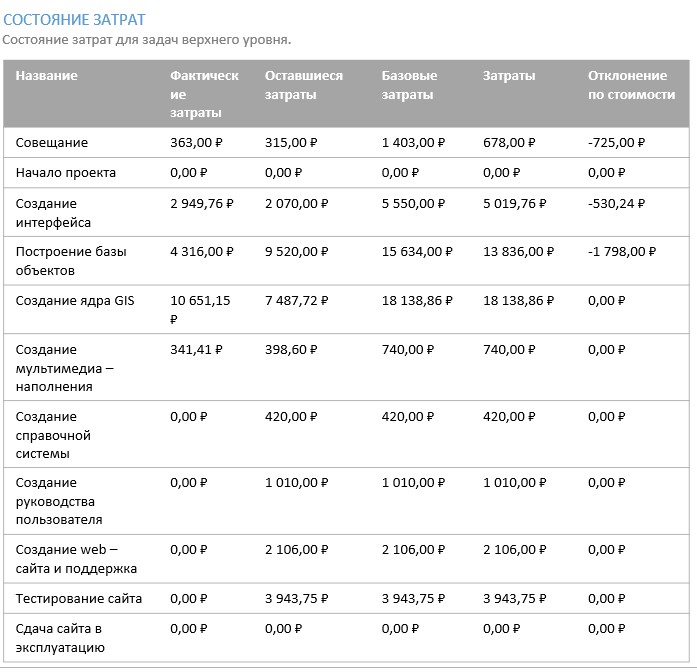 СОСТОЯНИЕ ЗАТРАТ
Состояние затрат для задач верхнего уровня.
Название Фактическ Оставшиеся Базовые Затраты Отклонение
ие затраты затраты по стоимости
затраты
Совещание 363,00 ₽ 315,00 ₽ 1 403,00 ₽ 678,00 ₽ -725,00 ₽
Начало проекта 0,00 ₽ 0,00 ₽ 0,00 ₽ 0,00 ₽ 0,00 ₽
Создание 2 949,76 ₽ 2 070,00 ₽ 5 550,00 ₽ 5 019,76 ₽ -530,24 ₽
интерфейса
Построение базы 4 316,00 ₽ 9 520,00 ₽ 15 634,00 ₽ 13 836,00 ₽ -1 798,00 ₽
объектов
Создание ядра GIS 10 651,15 7 487,72 ₽ 18 138,86 ₽ 18 138,86 ₽ 0,00 ₽
₽
Создание 341,41 ₽ 398,60 ₽ 740,00 ₽ 740,00 ₽ 0,00 ₽
мультимедиа –
наполнения
Создание 0,00 ₽ 420,00 ₽ 420,00 ₽ 420,00 ₽ 0,00 ₽
справочной
системы
Создание 0,00 ₽ 1 010,00 ₽ 1 010,00 ₽ 1 010,00 ₽ 0,00 ₽
руководства
пользователя
Создание web – 0,00 ₽ 2 106,00 ₽ 2 106,00 ₽ 2 106,00 ₽ 0,00 ₽
сайта и поддержка
Тестирование сайта 0,00 ₽ 3 943,75 ₽ 3 943,75 ₽ 3 943,75 ₽ 0,00 ₽
Сдача сайта в 0,00 ₽ 0,00 ₽ 0,00 ₽ 0,00 ₽ 0,00 ₽
эксплуатацию